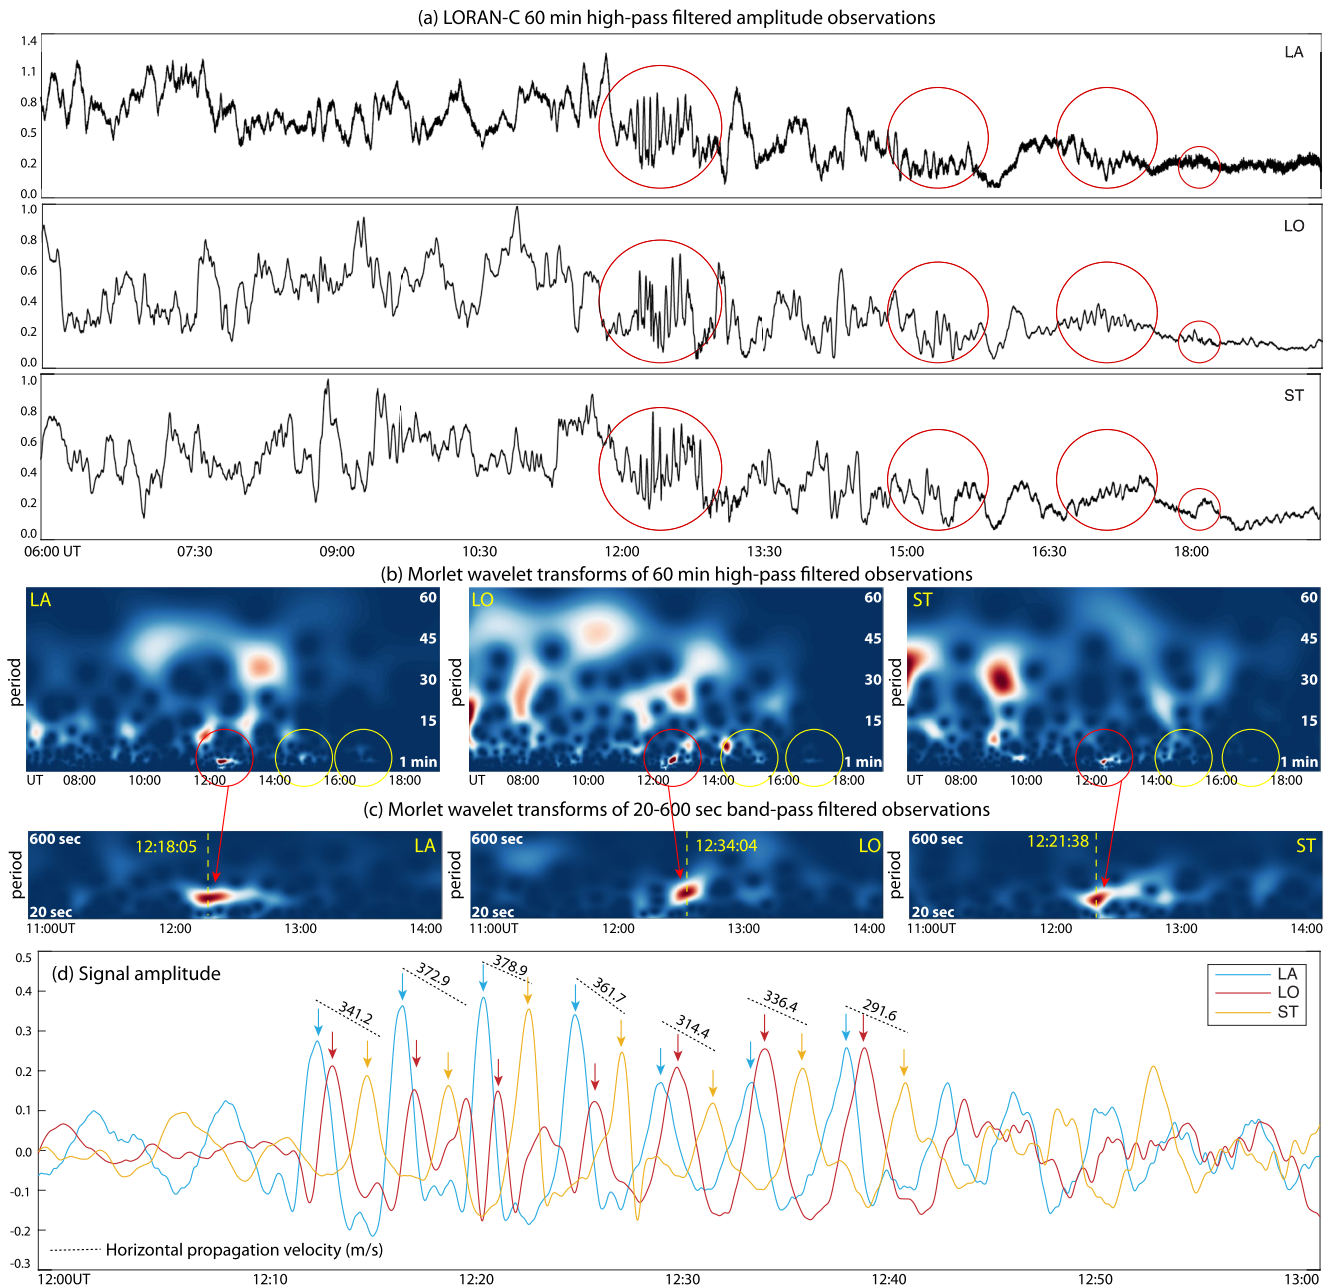 (a) LORAN-C 60 min high-pass filtered amplitude observations
1.4
1.1
0.8
0.5
0.2
0.0
LA
1.0
0.8
0.6
0.4
0.2
0.0
LO
1.0
0.8
0.6
0.4
0.2
0.0
ST
06:00 UT 07:30 09:00 10:30 12:00 13:30 15:00 16:30 18:00
(b) Morlet wavelet transforms of 60 min high-pass filtered observations
LA
60
45
30
15
1 min
period
UT 08:00 10:00 12:00 14:00 16:00 18:00
LO
60
45
30
15
1 min
period
UT 08:00 10:00 12:00 14:00 16:00 18:00
ST
60
45
30
15
1 min
period
UT 08:00 10:00 12:00 14:00 16:00 18:00
(c) Morlet wavelet transforms of 20-600 sec band-pass filtered observations
600 sec
12:18:05
LA
period
20 sec
11:00UT 12:00 13:00 14:00
600 sec
12:34:04
LO
period
20 sec
11:00UT 12:00 13:00 14:00
600 sec
12:21:38
ST
period
20 sec
11:00UT 12:00 13:00 14:00
(d) Signal amplitude
0.5
0.4
0.3
0.2
0.1
0.0
-0.1
-0.2
-0.3
341.2
372.9
378.9
361.7
314.4
336.4
291.6
LA
LO
ST
Horizontal propagation velocity (m/s)
12:00UT 12:10 12:20 12:30 12:40 12:50 13:00